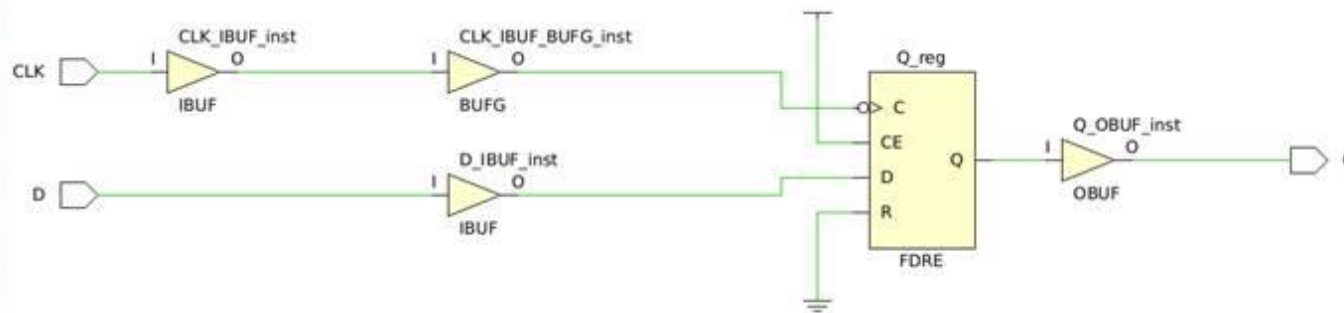 CLK
I
CLK_IBUF_inst
O
IBUF
I
CLK_IBUF_BUFG_inst
O
BUFG
D
I
D_IBUF_inst
O
IBUF
Q_reg
C
CE
D
R
Q
FDRE
I
Q_OBUF_inst
O
OBUF